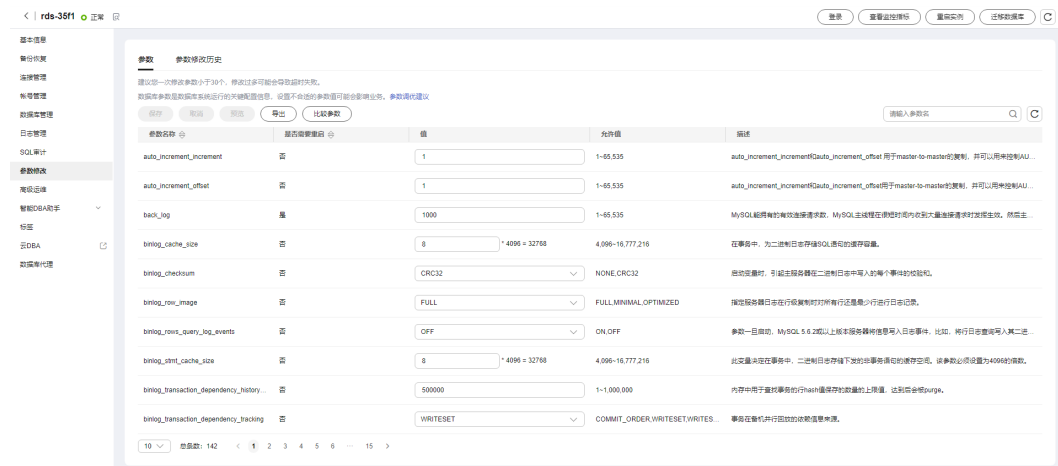 rds-35f1 正常
登录 查看监控指标 重启实例 迁移数据库
基本信息
备份恢复
连接管理
帐号管理
数据库管理
日志管理
SQL审计
参数修改
高级运维
智能DBA助手
标签
云DBA
数据库代理
参数 参数修改历史
建议您一次修改参数小于30个，修改过多可能会导致超时失败。
数据库参数是数据库系统运行的关键配置信息，设置不合适的参数值可能会影响业务。参数调优建议
保存 取消 预览 导出 比较参数 请输入参数名
参数名称 是否需要重启 值 允许值 描述
auto_increment_increment 否 1 1~65,535 auto_increment_increment和auto_increment_offset 用于master-to-master的复制，并可以用来控制AU...
auto_increment_offset 否 1 1~65,535 auto_increment_increment和auto_increment_offset用于master-to-master的复制，并可以用来控制AU...
back_log 是 1000 1~65,535 MySQL能拥有的有效连接请求数，MySQL主线程在很短时间内收到大量连接请求时发挥生效。然后主...
binlog_cache_size 否 8 * 4096 = 32768 4,096~16,777,216 在事务中，为二进制日志存储SQL语句的缓存容量。
binlog_checksum 否 CRC32 NONE,CRC32 启动变量时，引起主服务器在二进制日志中写入的每个事件的校验和。
binlog_row_image 否 FULL FULL,MINIMAL,OPTIMIZED 指定服务器日志在行级复制时对所有行还是最少行进行日志记录。
binlog_rows_query_log_events 否 OFF ON,OFF 参数一旦启动，MySQL 5.6.2或以上版本服务器将信息写入日志事件，比如，将行日志查询写入其二进...
binlog_stmt_cache_size 否 8 * 4096 = 32768 4,096~16,777,216 此变量决定在事务中，二进制日志存储下发的非事务语句的缓存空间。该参数必须设置为4096的倍数。
binlog_transaction_dependency_history... 否 500000 1~1,000,000 内存中用于查找事务的行hash值保存的数量的上限值，达到后会被purge。
binlog_transaction_dependency_tracking 否 WRITESET COMMIT_ORDER,WRITESET,WRITES... 事务在备机并行回放的依赖信息来源。
10 总条数：142 1 2 3 4 5 6 ... 15